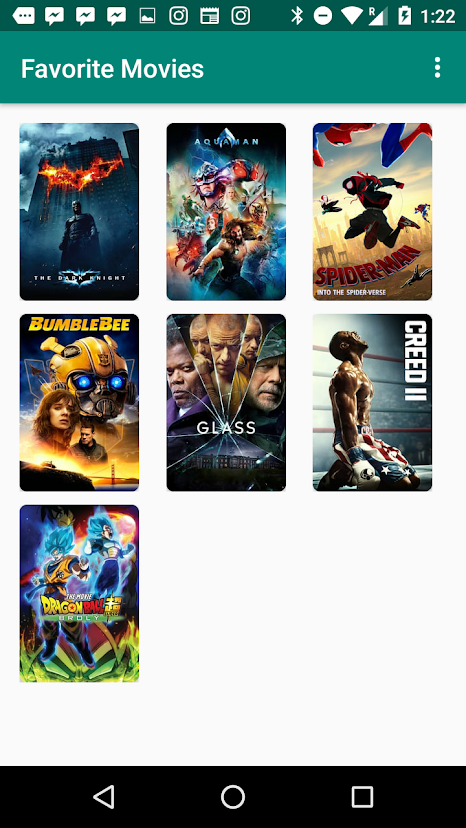 R
1:22
Favorite Movies
THE DARK KNIGHT
AQUAMAN
SPIDER-MAN
INTO THE SPIDER-VERSE
BUMBLEBEE
GLASS
CREED II
THE MOVIE
DRAGON BALL 超
BROLY